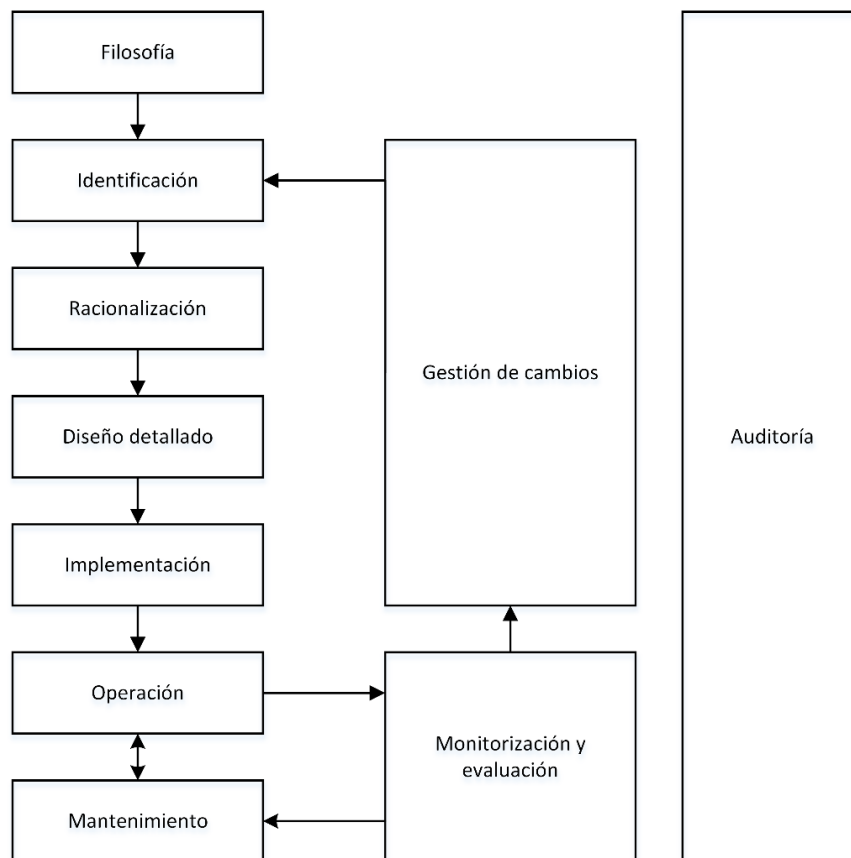 Filosofía
Identificación
Racionalización
Diseño detallado
Implementación
Operación
Mantenimiento
Gestión de cambios
Monitorización y
evaluación
Auditoría